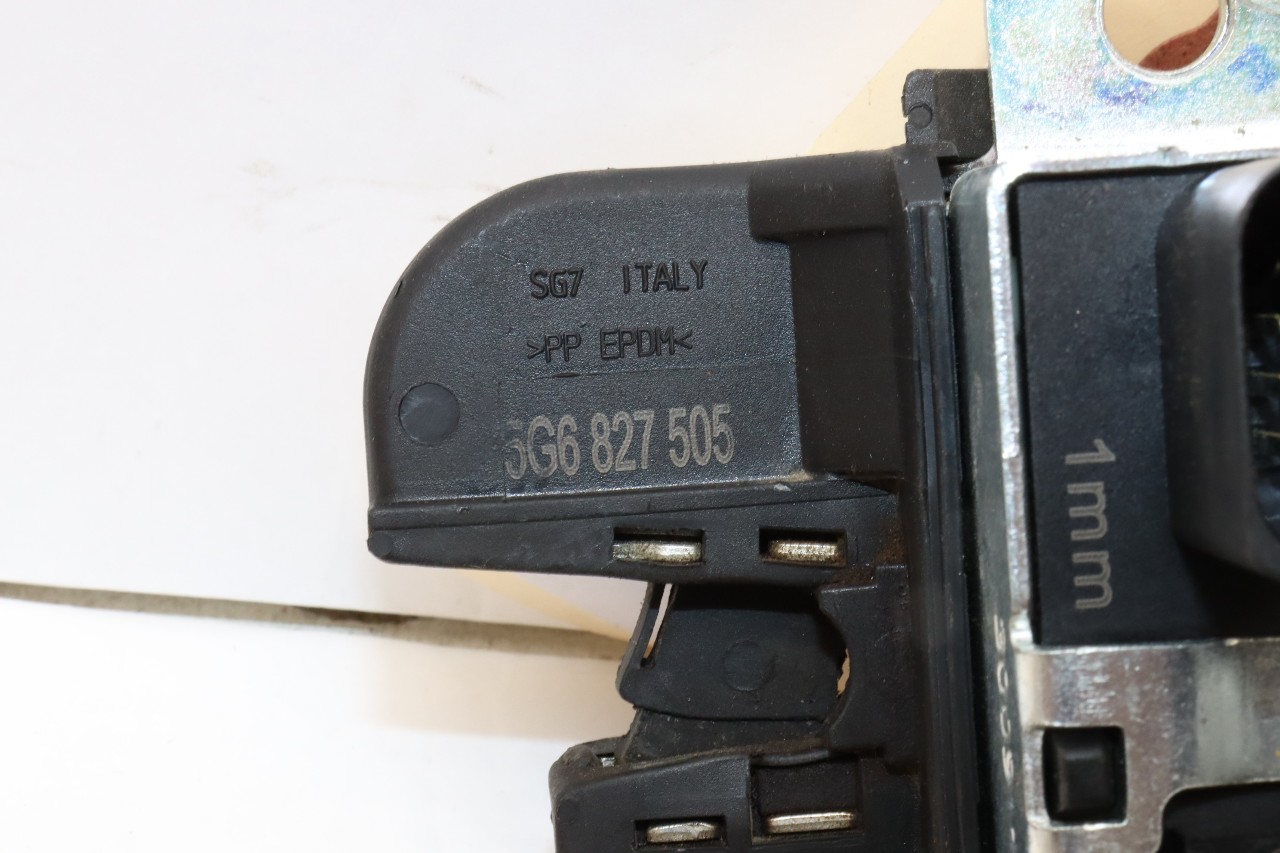 SG7 ITALY
>PP EPDM<
5G6 827 505
1mm